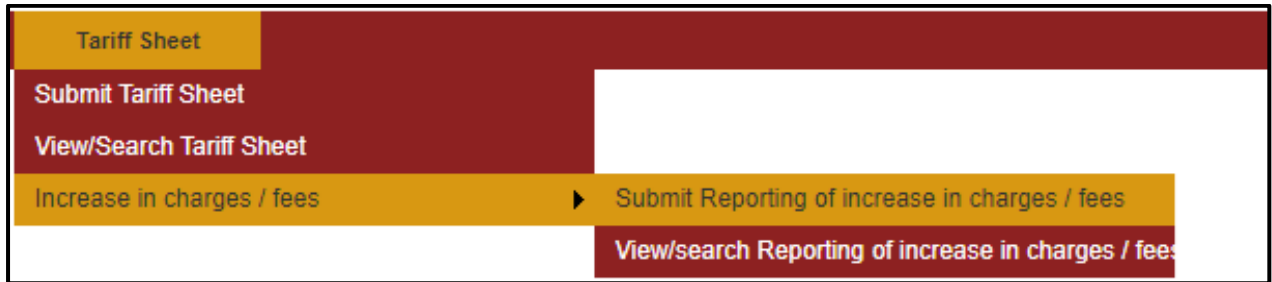 Tariff Sheet
Submit Tariff Sheet
View/Search Tariff Sheet
Increase in charges / fees
Submit Reporting of increase in charges / fees
View/search Reporting of increase in charges / fees